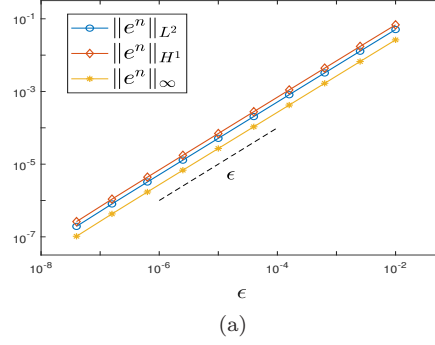 10^{-1}
||e^n||_{L^2}
||e^n||_{H^1}
||e^n||_∞
10^{-3}
10^{-5}
ϵ
10^{-7}
10^{-8} 10^{-6} 10^{-4} 10^{-2}
ϵ
(a)